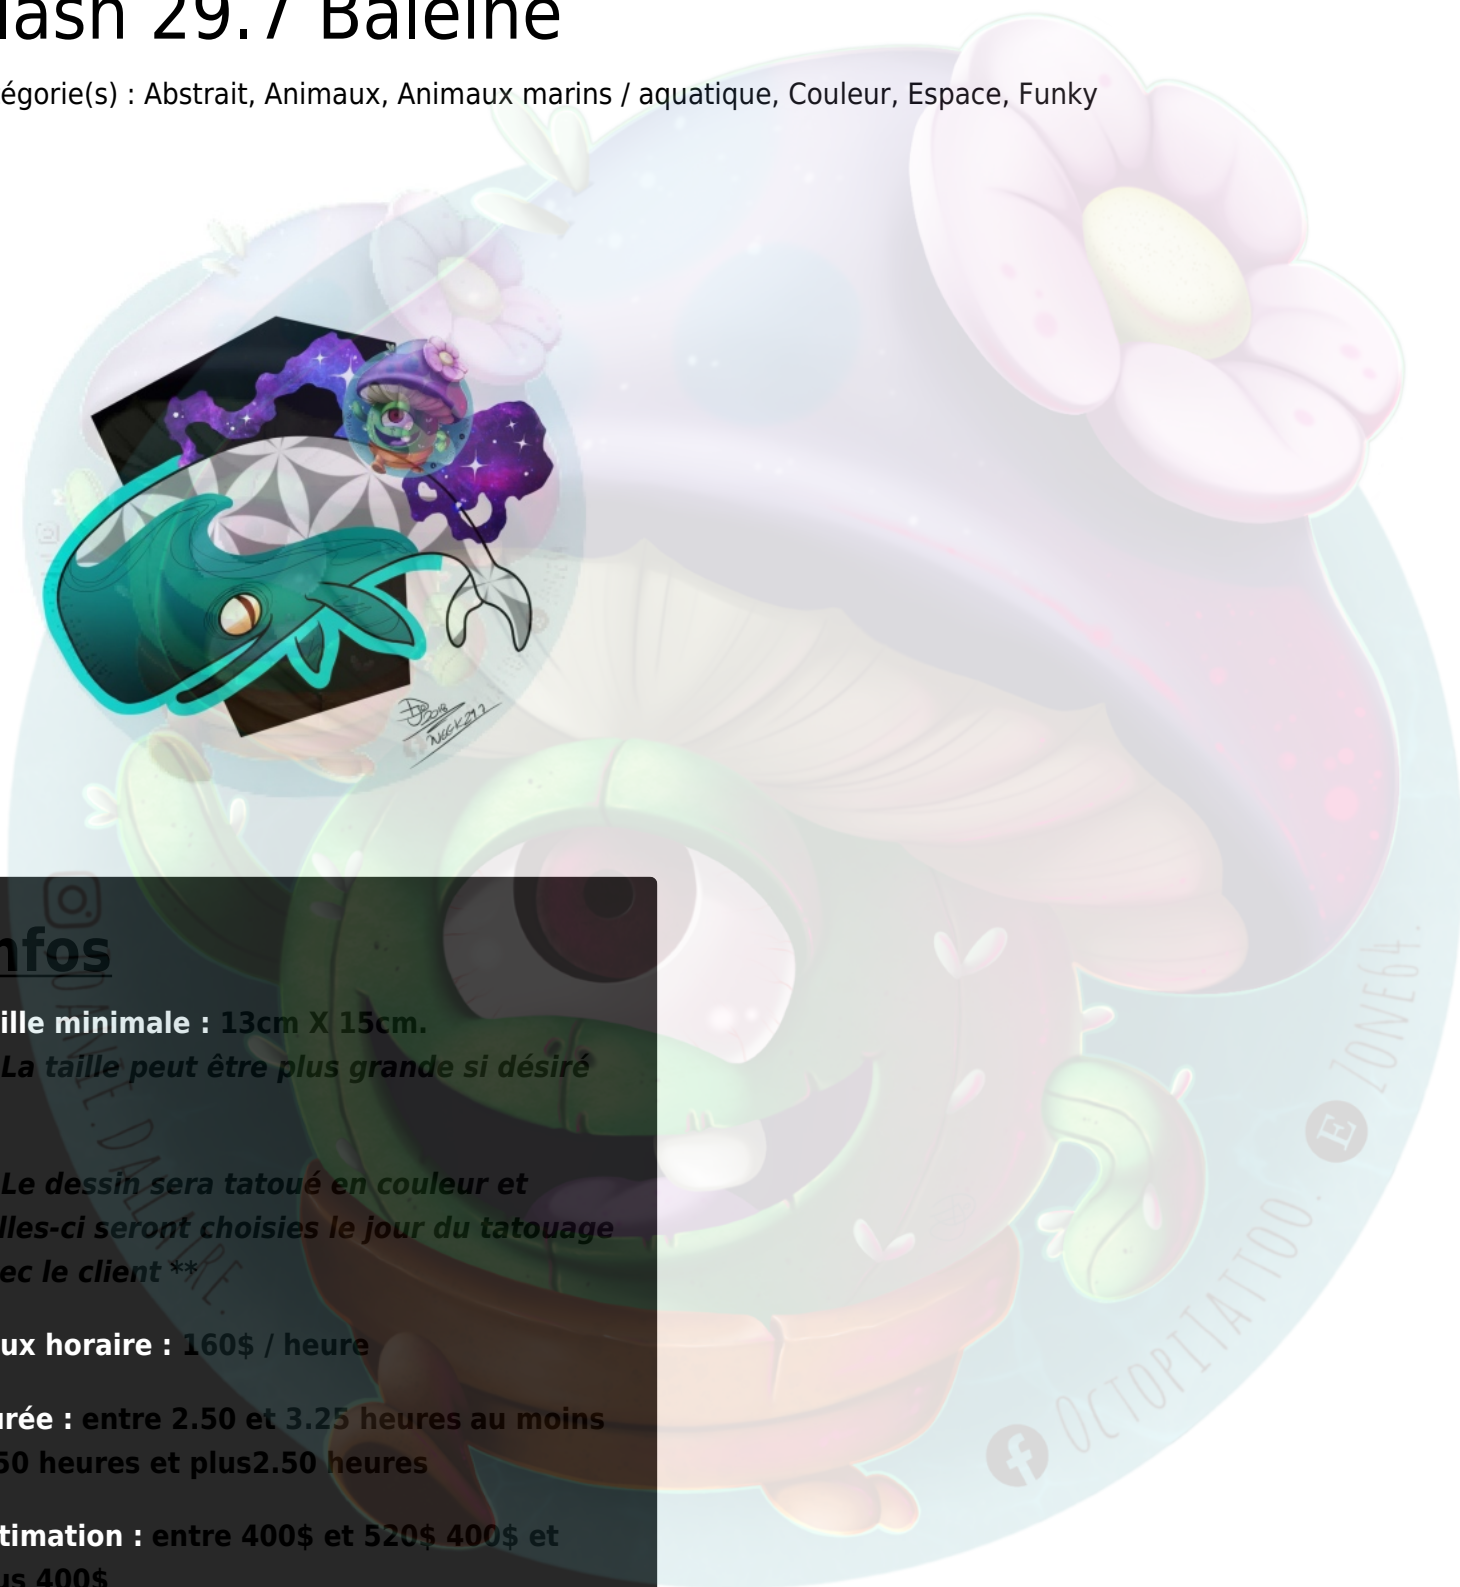 lash 29.7 Baleine
égorie(s) : Abstrait, Animaux, Animaux marins / aquatique, Couleur, Espace, Funky
2018
nfos
ille minimale : 13cm X 15cm.
La taille peut être plus grande si désiré
Le dessin sera tatoué en couleur et
lles-ci seront choisies le jour du tatouage
ec le client **
ux horaire : 160$ / heure
urée : entre 2.50 et 3.25 heures au moins
50 heures et plus2.50 heures
timation : entre 400$ et 520$ 400$ et
us 400$
DALLAIRE.
OCTOPITATTOO.
ZONE64.